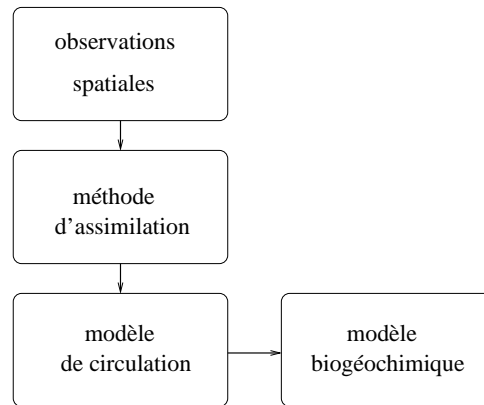 observations
spatiales
méthode
d'assimilation
modèle
de circulation
modèle
biogéochimique